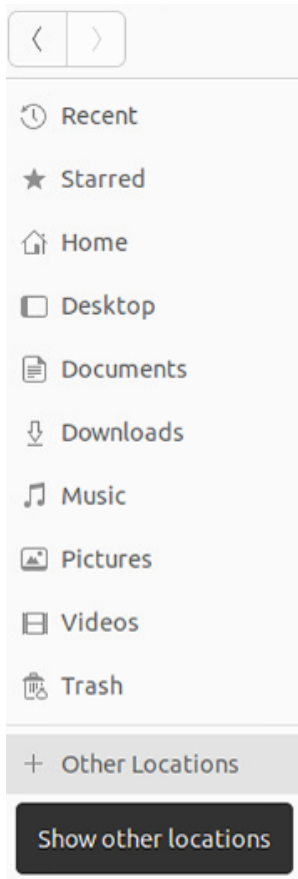 Recent
Starred
Home
Desktop
Documents
Downloads
Music
Pictures
Videos
Trash
Other Locations
Show other locations